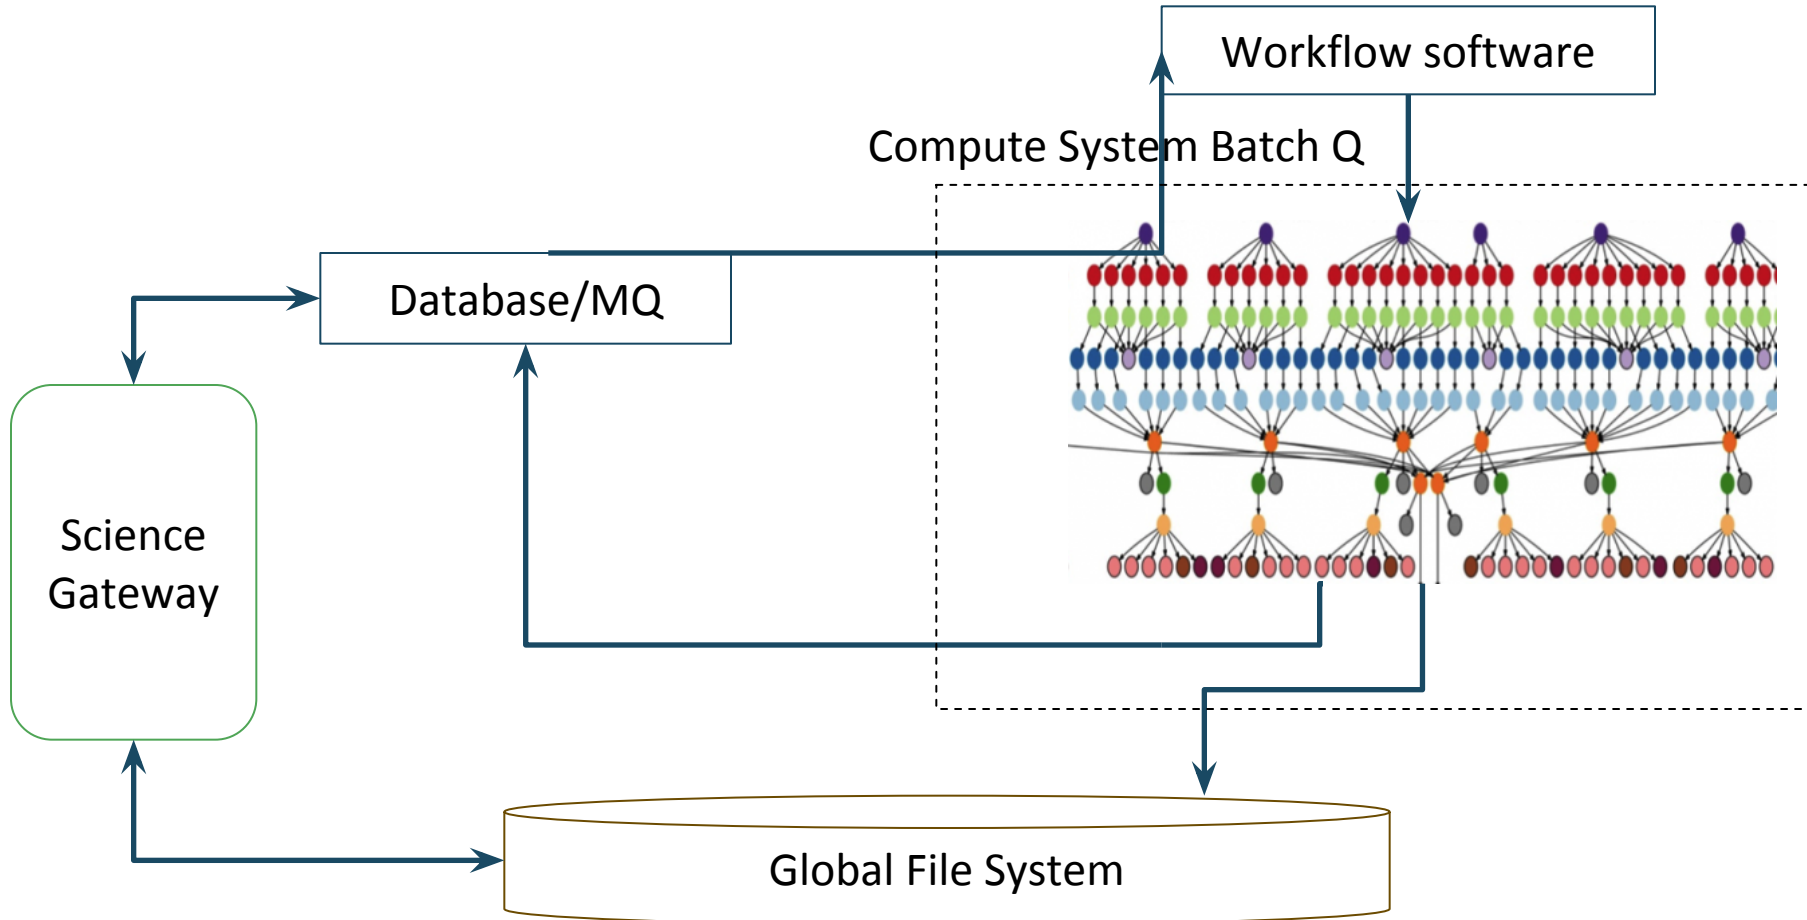 Workflow software
Compute System Batch Q
Database/MQ
Science
Gateway
Global File System